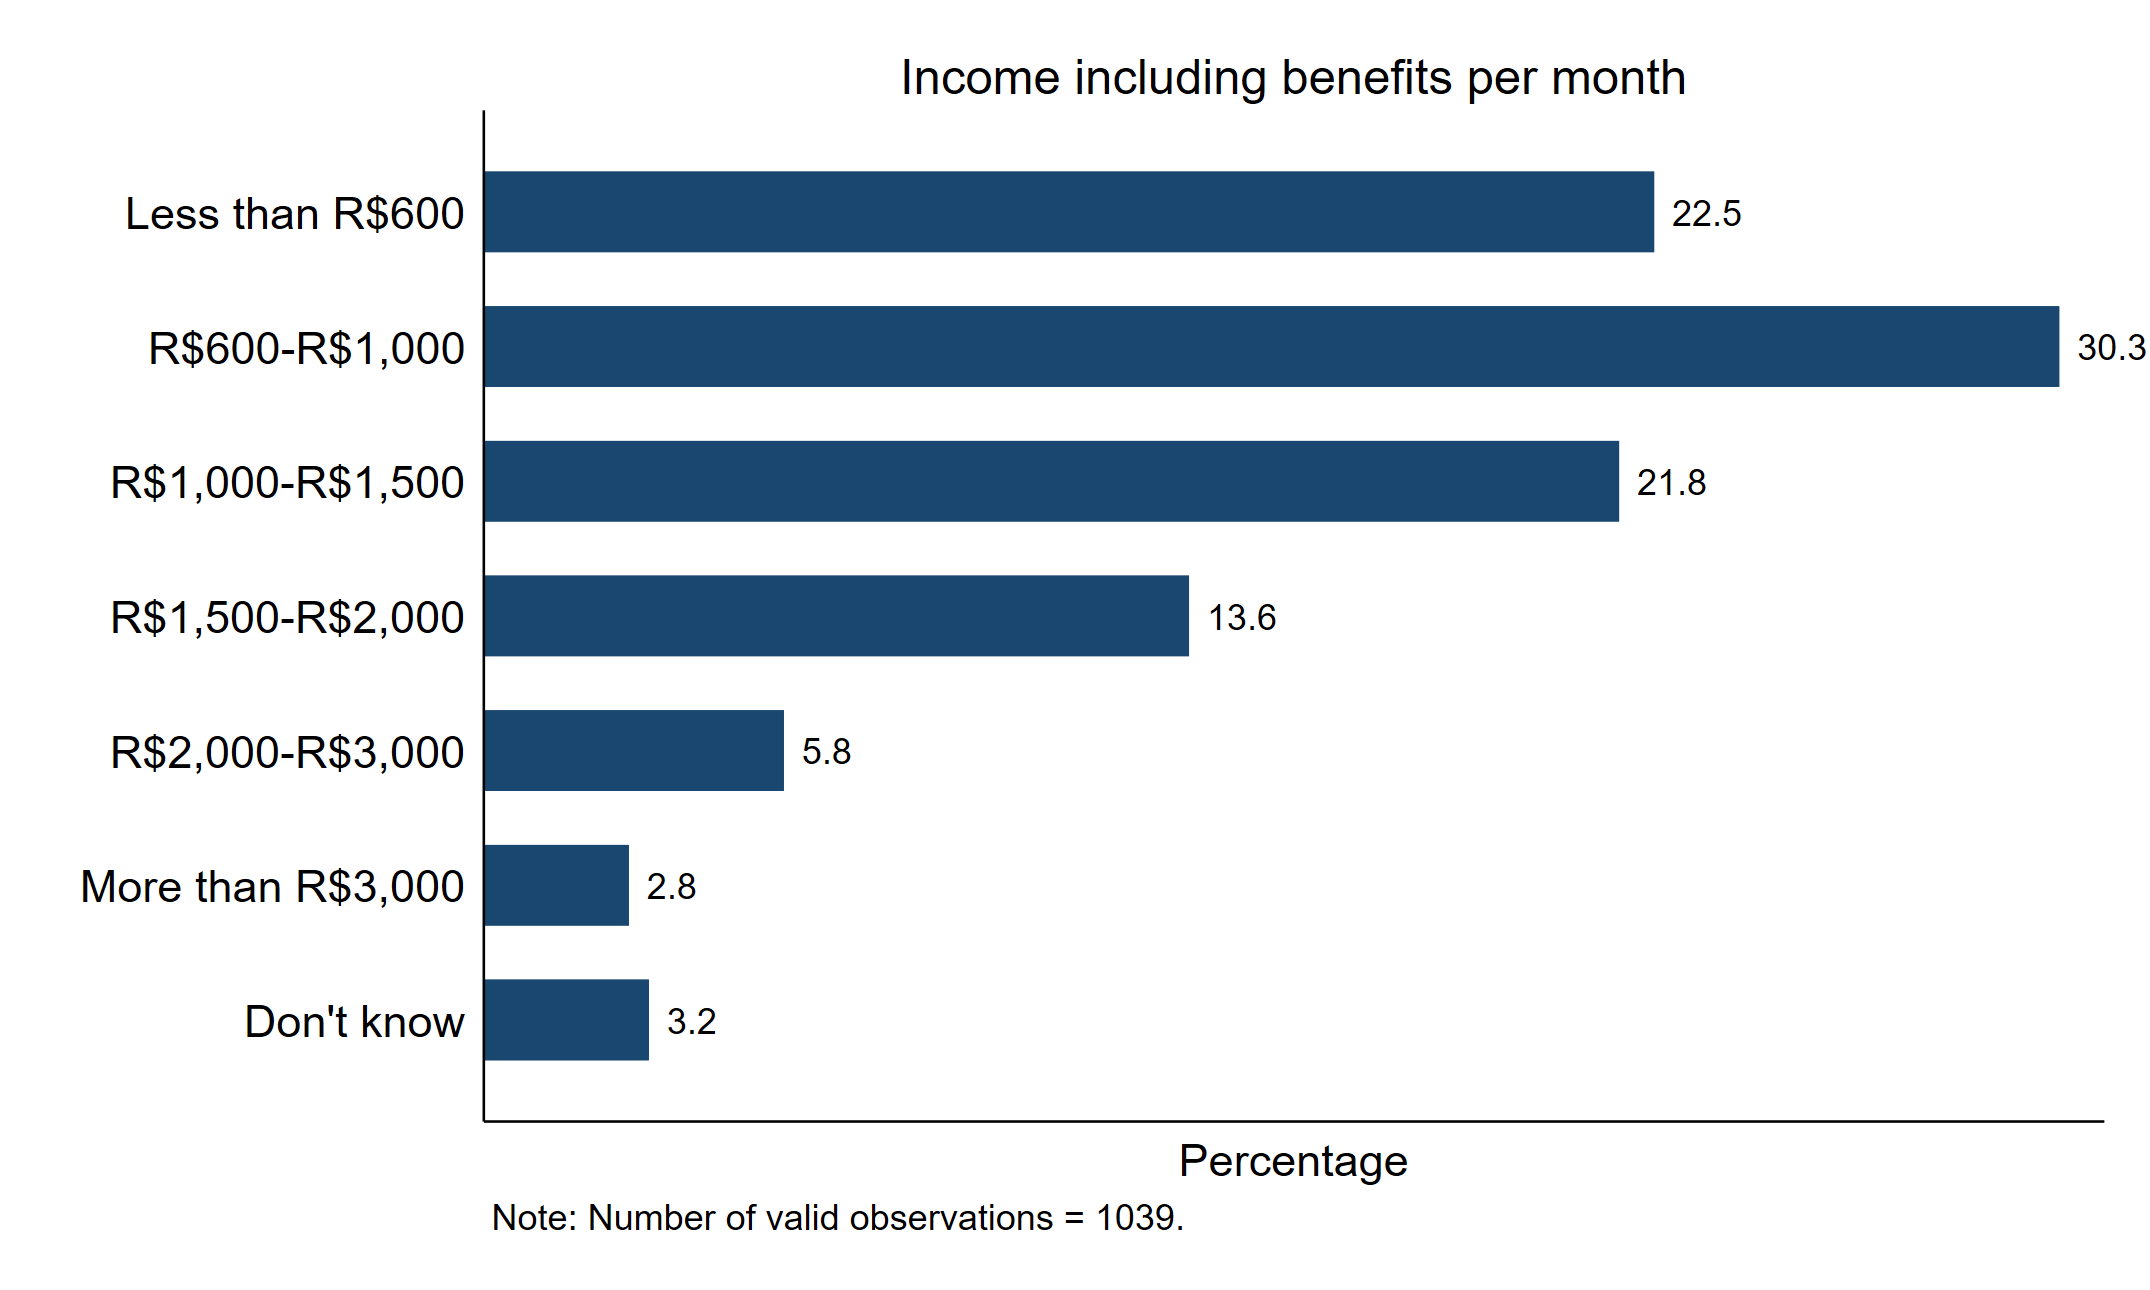 Income including benefits per month
Less than R$600 22.5
R$600-R$1,000 30.3
R$1,000-R$1,500 21.8
R$1,500-R$2,000 13.6
R$2,000-R$3,000 5.8
More than R$3,000 2.8
Don't know 3.2
Percentage
Note: Number of valid observations = 1039.